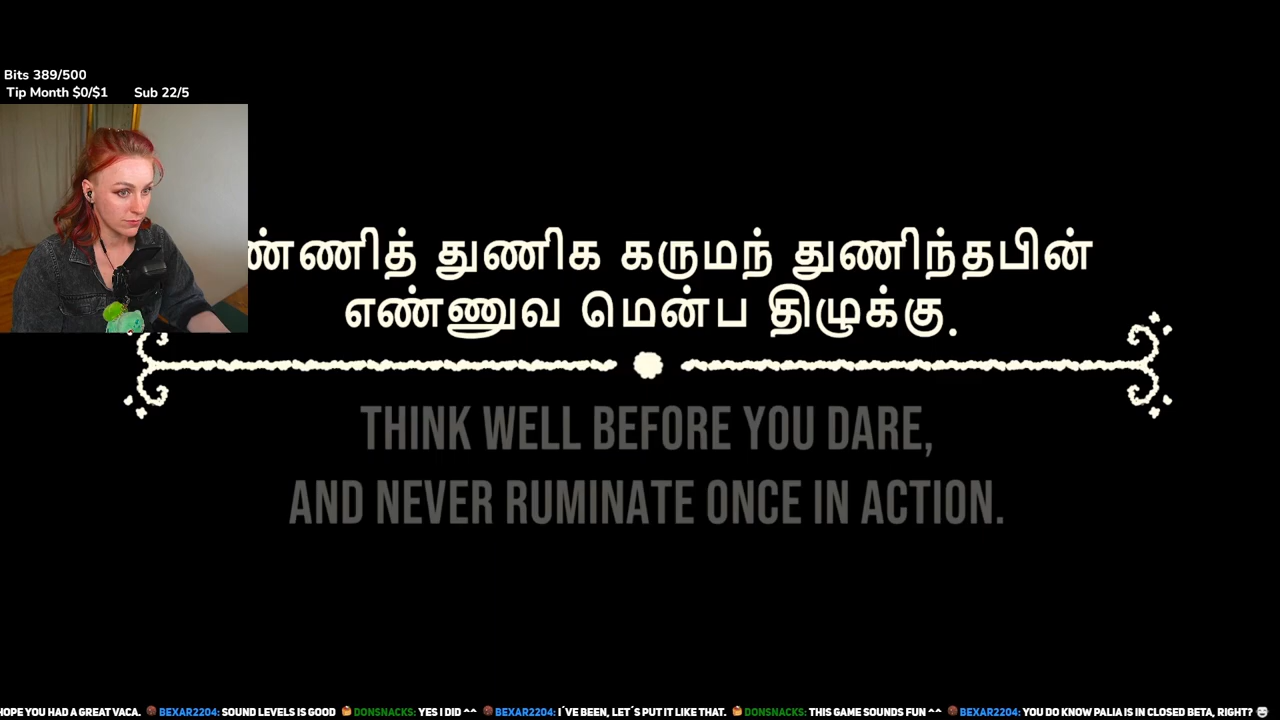 Bits 389/500
Tip Month $0/$1 Sub 22/5
துணிக கருமந் துணிந்தபின்
எண்ணுவ மென்ப திழுக்கு.
THINK WELL BEFORE YOU DARE,
AND NEVER RUMINATE ONCE IN ACTION.
HOPE YOU HAD A GREAT VACA. BEXAR2204: SOUND LEVELS IS GOOD DONSNACKS: YES I DID ^^ BEXAR2204: I´VE BEEN, LET´S PUT IT LIKE THAT. DONSNACKS: THIS GAME SOUNDS FUN ^^ BEXAR2204: YOU DO KNOW PALIA IS IN CLOSED BETA, RIGHT?